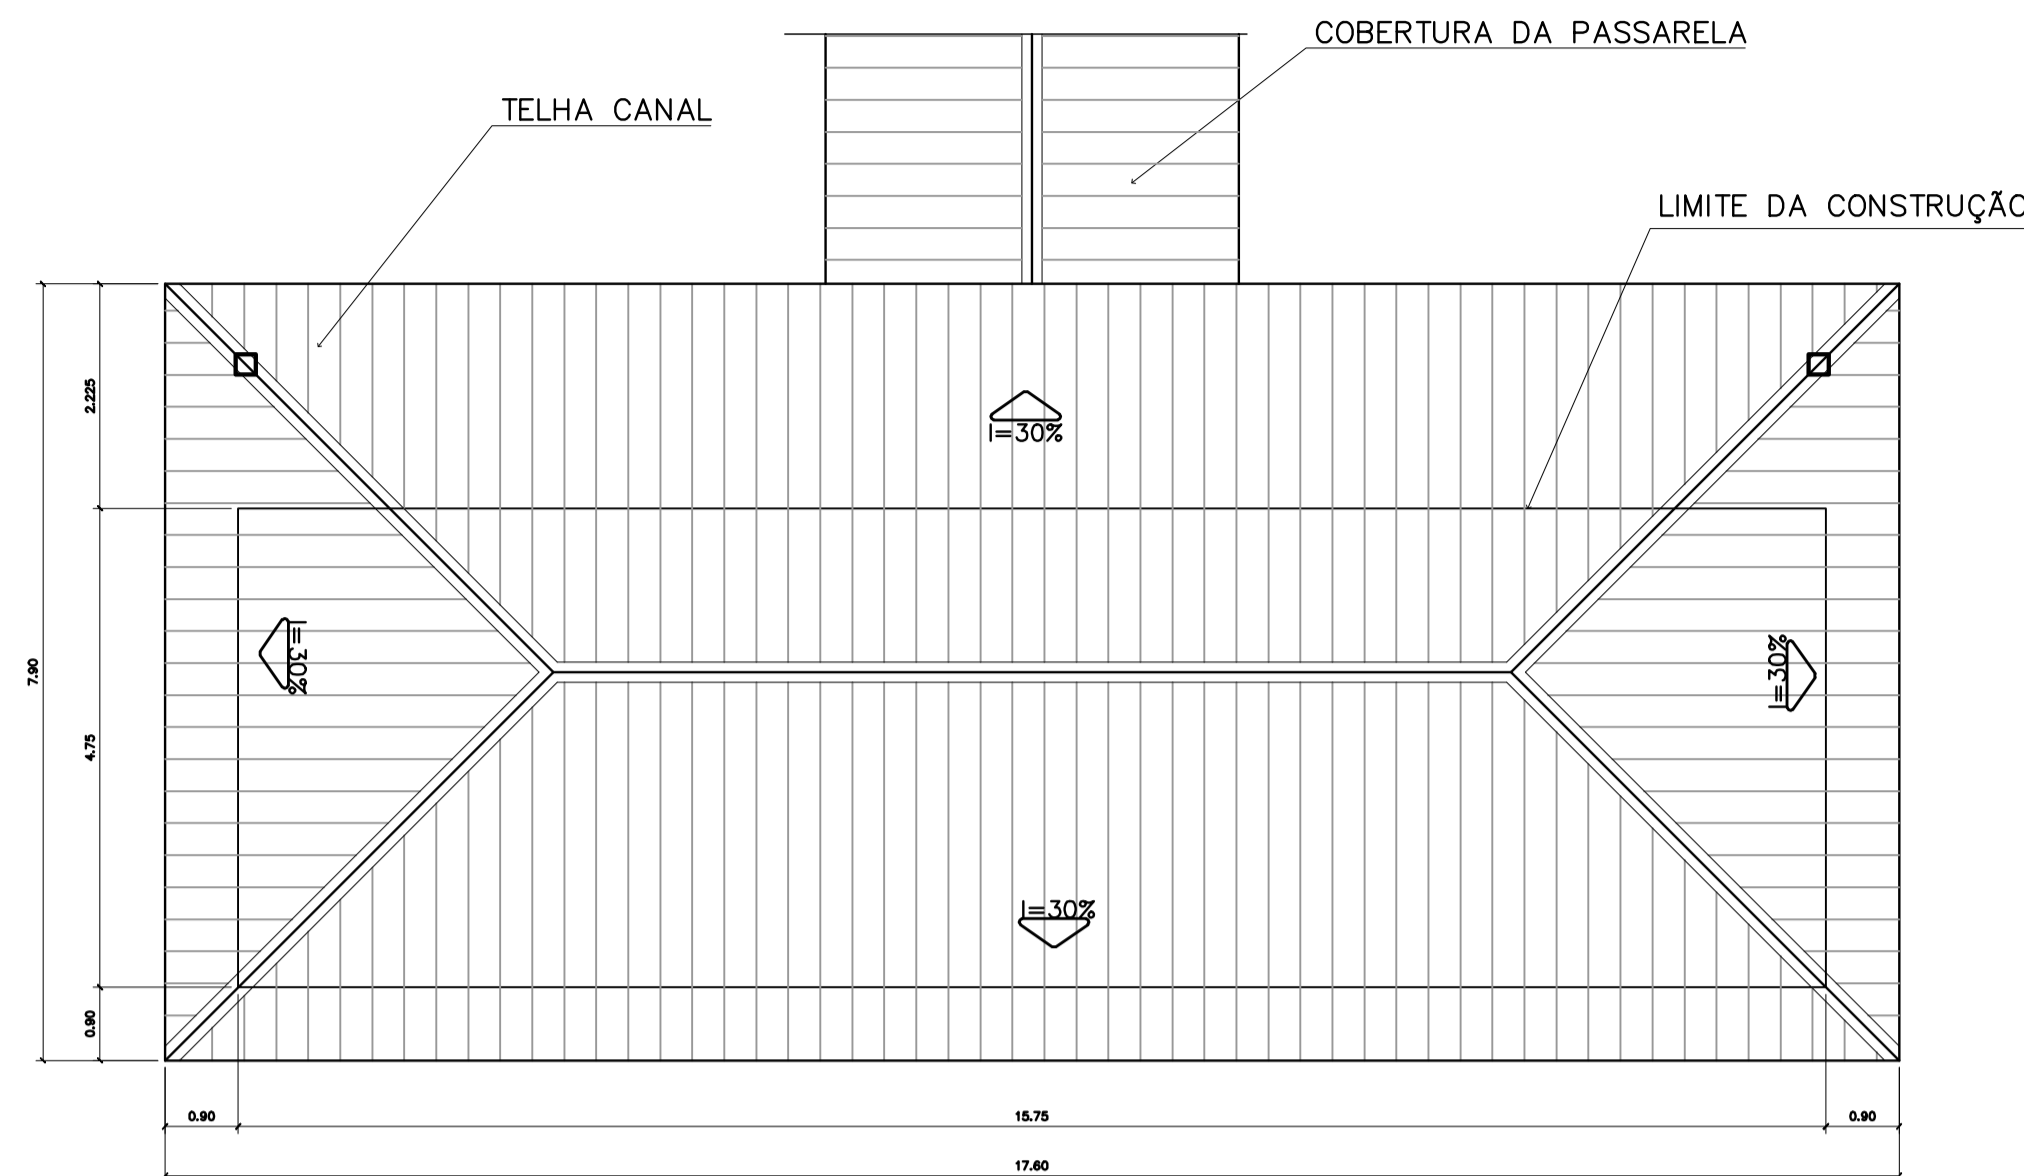 COBERTURA DA PASSARELA
TELHA CANAL
LIMITE DA CONSTRUÇÃO
2.225
I=30%
7.90
I=30%
I=30%
4.75
I=30%
0.90
0.90
15.75
0.90
17.60